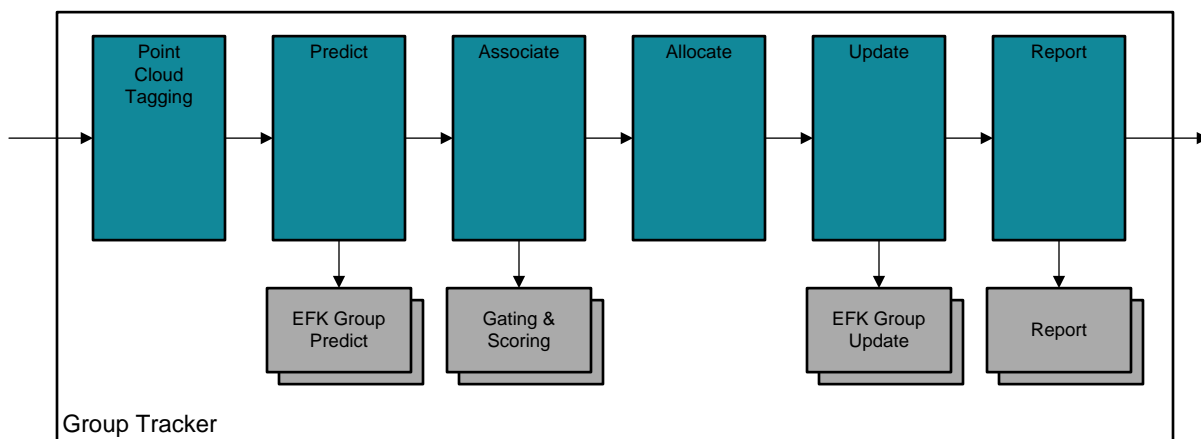 Point
Cloud
Tagging
Predict
Associate
Allocate
Update
Report
EFK Group
Predict
Gating &
Scoring
EFK Group
Update
Report
Group Tracker